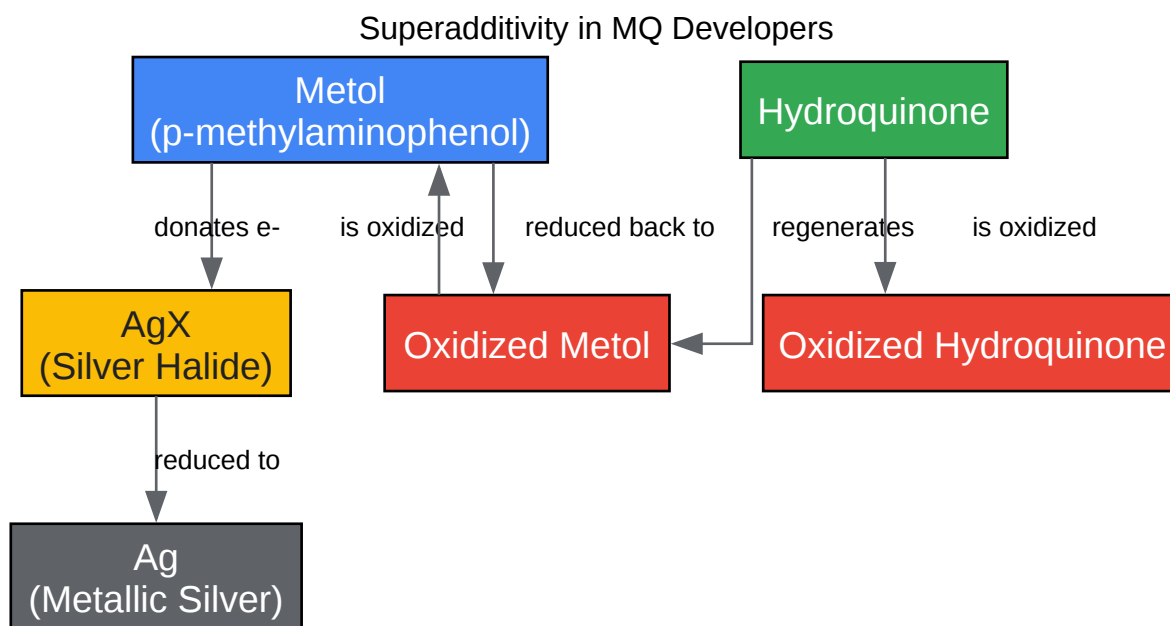 Superadditivity in MQ Developers
Metol
(p-methylaminophenol)
Hydroquinone
donates e-
is oxidized
reduced back to
regenerates
is oxidized
AgX
(Silver Halide)
Oxidized Metol
Oxidized Hydroquinone
reduced to
Ag
(Metallic Silver)